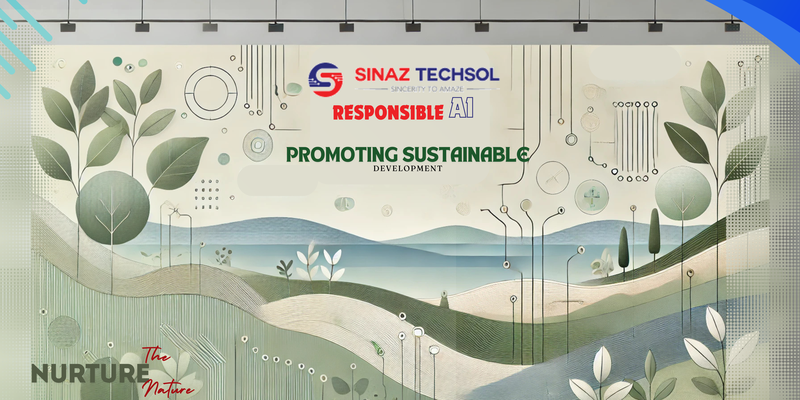 SINAZ TECHSOL
SINCERITY TO AMAZE
RESPONSIBLE AI
PROMOTING SUSTAINABLE
DEVELOPMENT
The
NURTURE
Nature